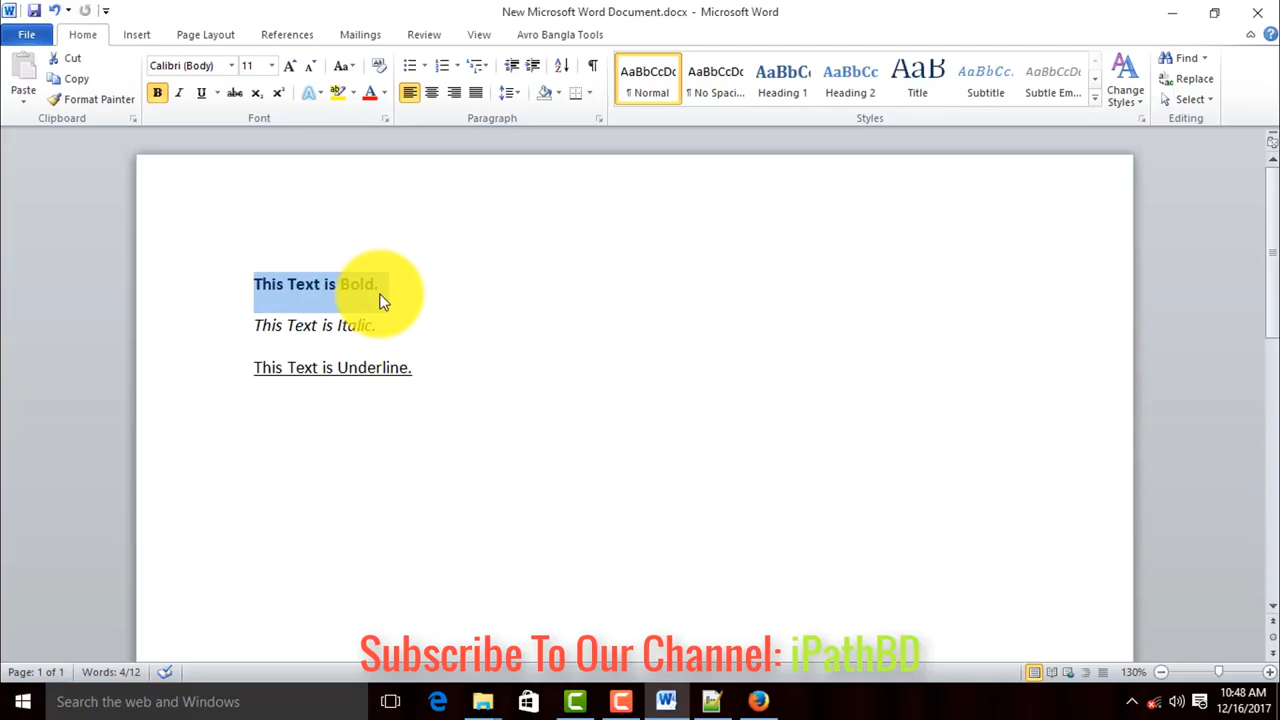 New Microsoft Word Document.docx - Microsoft Word
File Home Insert Page Layout References Mailings Review View Avro Bangla Tools
Paste
Cut
Copy
Format Painter
Clipboard
Calibri (Body) 11
Font
Paragraph
AaBbCcDc AaBbCcDc AaBbC AaBbCc AaB AaBbCc. AaBbCcDc
¶ Normal ¶ No Spaci... Heading 1 Heading 2 Title Subtitle Subtle Em...
Change Styles
Styles
Find
Replace
Select
Editing
This Text is Bold.
This Text is Italic.
This Text is Underline.
Subscribe To Our Channel: iPathBD
Page: 1 of 1 Words: 4/12 130%
Search the web and Windows
10:48 AM
12/16/2017